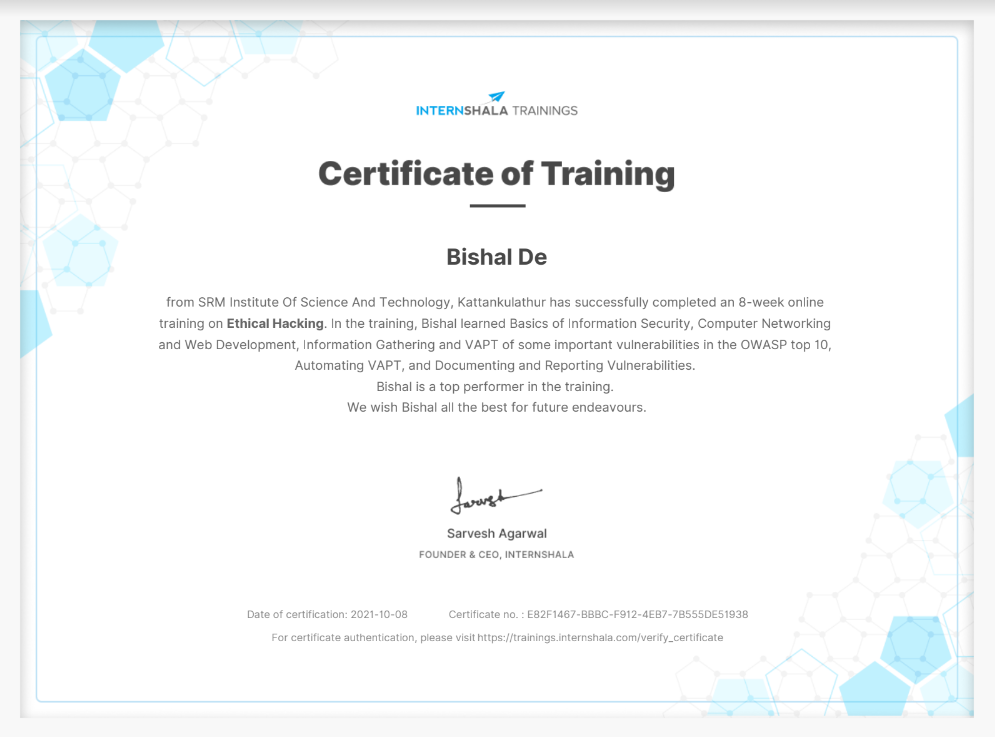 INTERNSHALA TRAININGS
Certificate of Training
Bishal De
from SRM Institute Of Science And Technology, Kattankulathur has successfully completed an 8-week online
training on Ethical Hacking. In the training, Bishal learned Basics of Information Security, Computer Networking
and Web Development, Information Gathering and VAPT of some important vulnerabilities in the OWASP top 10,
Automating VAPT, and Documenting and Reporting Vulnerabilities.
Bishal is a top performer in the training.
We wish Bishal all the best for future endeavours.
Sarvesh
Sarvesh Agarwal
FOUNDER & CEO, INTERNSHALA
Date of certification: 2021-10-08 Certificate no. : E82F1467-BBBC-F912-4EB7-7B555DE51938
For certificate authentication, please visit https://trainings.internshala.com/verify_certificate